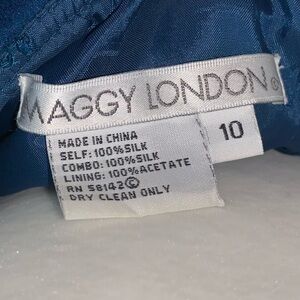 MAGGY LONDON®
10
MADE IN CHINA
SELF: 100%SILK
COMBO: 100%SILK
LINING: 100%ACETATE
RN 58142©
DRY CLEAN ONLY